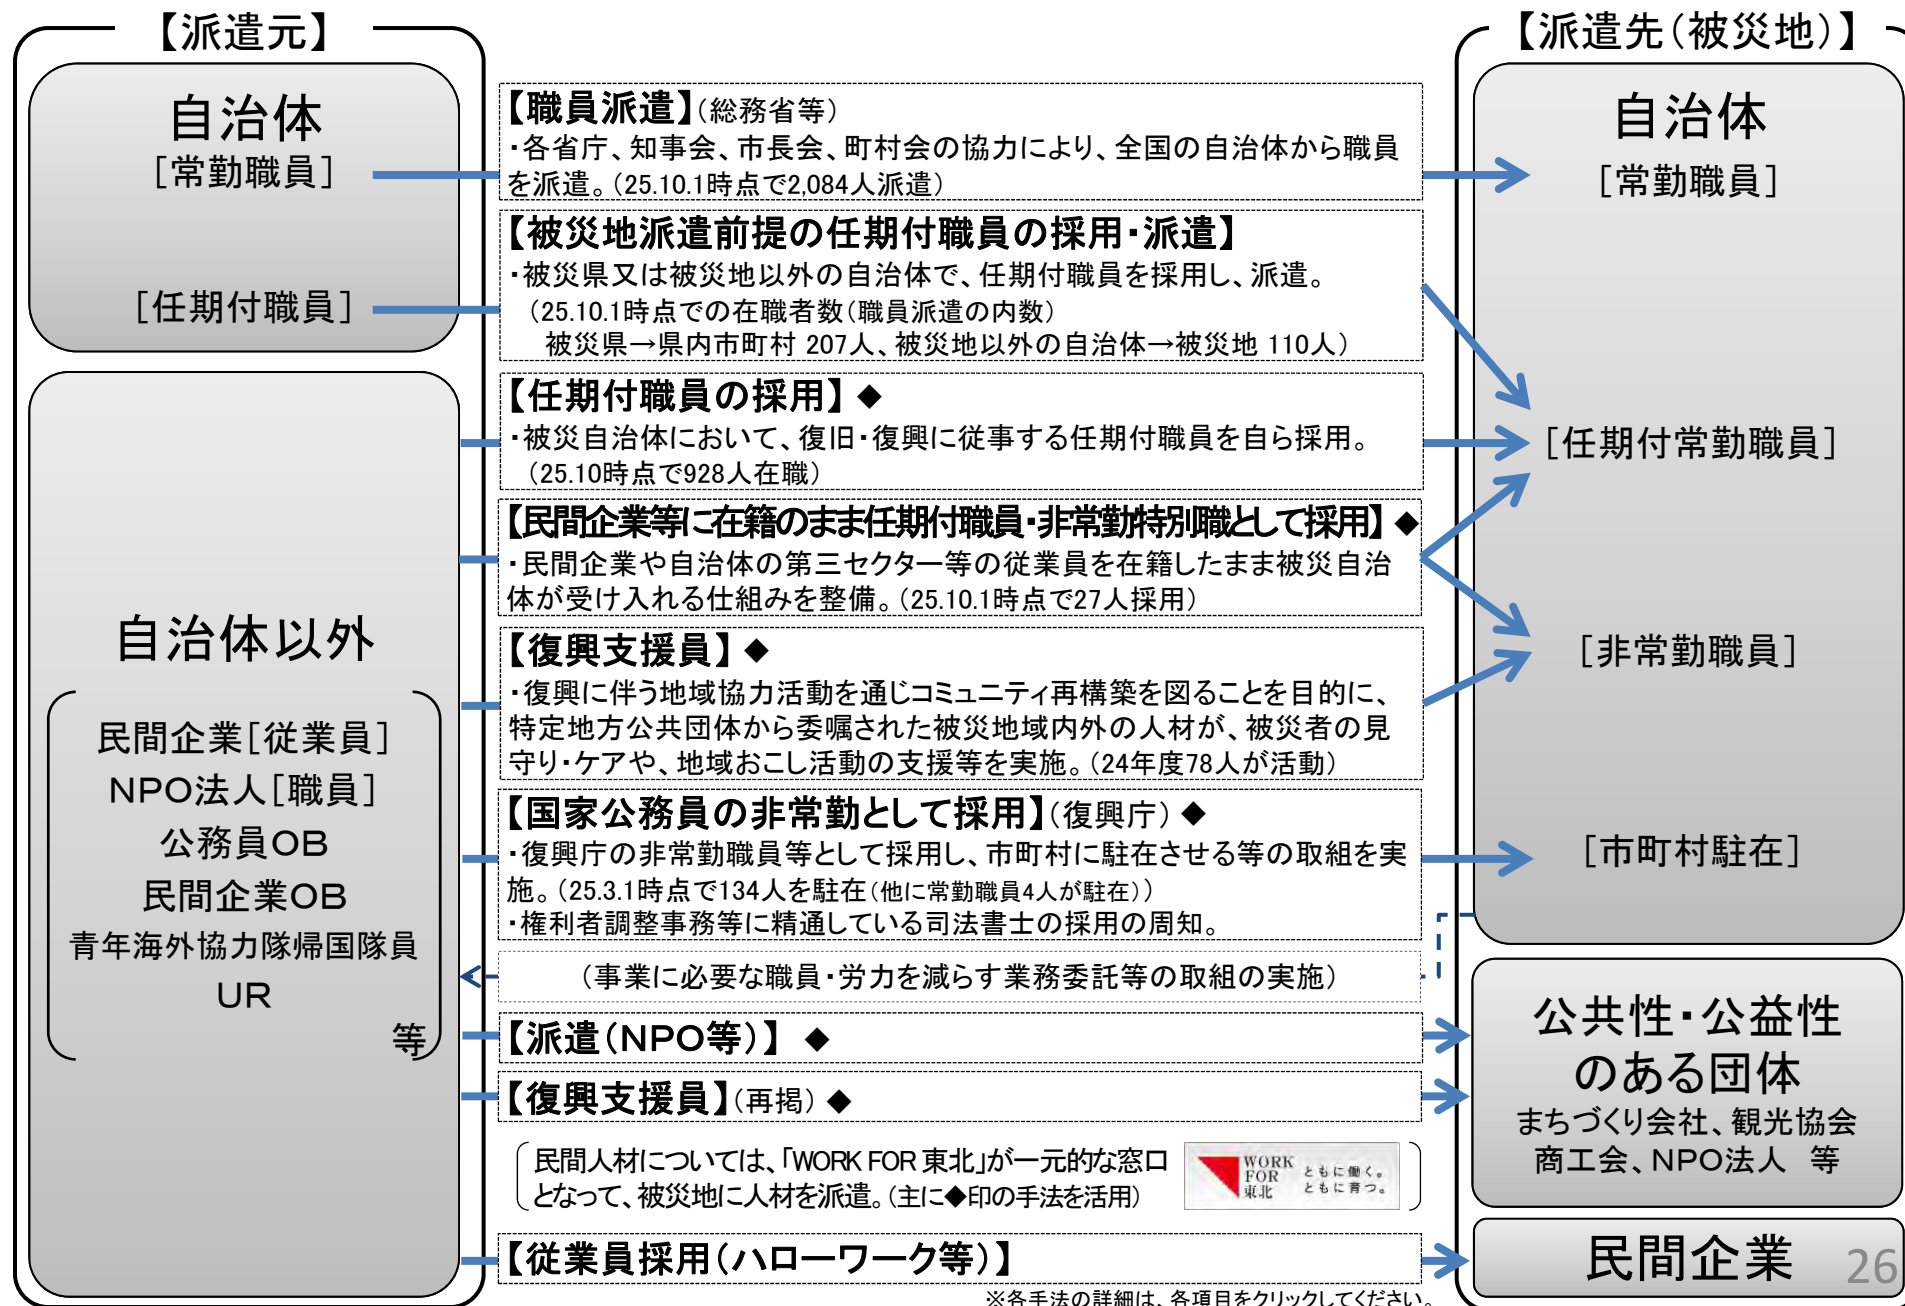 【派遣元】
自治体
［常勤職員］
［任期付職員］
自治体以外
民間企業［従業員］
ＮＰＯ法人［職員］
公務員ＯＢ
民間企業ＯＢ
青年海外協力隊帰国隊員
ＵＲ
等
【職員派遣】（総務省等）
・各省庁、知事会、市長会、町村会の協力により、全国の自治体から職員
を派遣。（25.10.1時点で2,084人派遣）
【被災地派遣前提の任期付職員の採用・派遣】
・被災県又は被災地以外の自治体で、任期付職員を採用し、派遣。
（25.10.1時点での在職者数（職員派遣の内数）
被災県→県内市町村 207人、被災地以外の自治体→被災地 110人）
【任期付職員の採用】◆
・被災自治体において、復旧・復興に従事する任期付職員を自ら採用。
（25.10時点で928人在職）
【民間企業等に在籍のまま任期付職員・非常勤特別職として採用】◆
・民間企業や自治体の第三セクター等の従業員を在籍したまま被災自治
体が受け入れる仕組みを整備。（25.10.1時点で27人採用）
【復興支援員】◆
・復興に伴う地域協力活動を通じコミュニティ再構築を図ることを目的に、
特定地方公共団体から委嘱された被災地域内外の人材が、被災者の見
守り・ケアや、地域おこし活動の支援等を実施。（24年度78人が活動）
【国家公務員の非常勤として採用】（復興庁）◆
・復興庁の非常勤職員等として採用し、市町村に駐在させる等の取組を実
施。（25.3.1時点で134人を駐在（他に常勤職員4人が駐在））
・権利者調整事務等に精通している司法書士の採用の周知。
（事業に必要な職員・労力を減らす業務委託等の取組の実施）
【派遣（ＮＰＯ等）】 ◆
【復興支援員】（再掲）◆
民間人材については、「WORK FOR 東北」が一元的な窓口
となって、被災地に人材を派遣。（主に◆印の手法を活用）
WORK
FOR
東北
ともに働く。
ともに育つ。
【従業員採用（ハローワーク等）】
※各手法の詳細は、各項目をクリックしてください。
【派遣先（被災地）】
自治体
［常勤職員］
［任期付常勤職員］
［非常勤職員］
［市町村駐在］
公共性・公益性
のある団体
まちづくり会社、観光協会
商工会、ＮＰＯ法人 等
民間企業
26